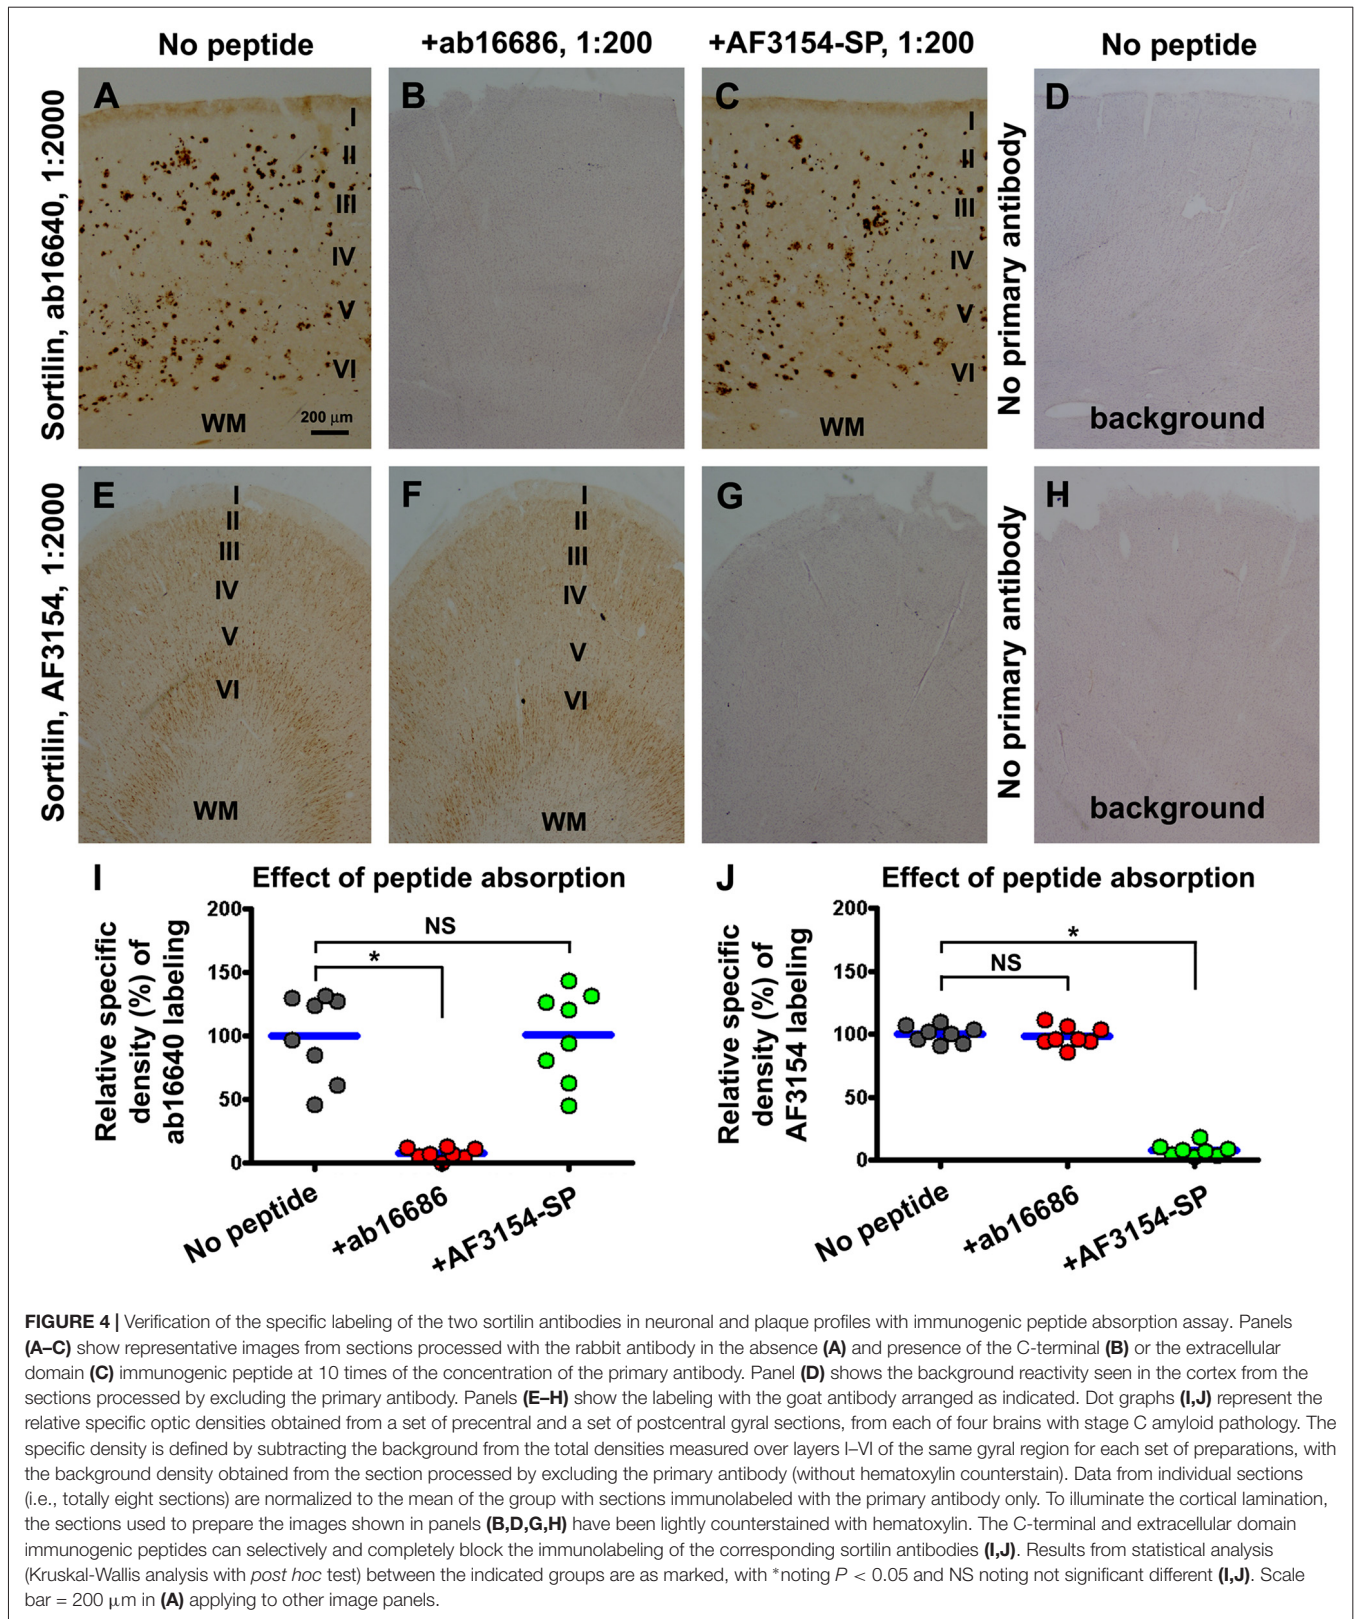 No peptide
+ab16686, 1:200
+AF3154-SP, 1:200
No peptide
Sortilin, ab16640, 1:2000
A
I
II
III
IV
V
VI
WM
200 µm
B
C
I
II
III
IV
V
VI
WM
No primary antibody
D
background
Sortilin, AF3154, 1:2000
E
I
II
III
IV
V
VI
WM
F
I
II
III
IV
V
VI
WM
G
No primary antibody
H
background
I
Effect of peptide absorption
Relative specific
density (%) of
ab16640 labeling
200
150
100
50
0
NS
*
No peptide
+ab16686
+AF3154-SP
J
Effect of peptide absorption
Relative specific
density (%) of
AF3154 labeling
200
150
100
50
0
*
NS
No peptide
+ab16686
+AF3154-SP
FIGURE 4 | Verification of the specific labeling of the two sortilin antibodies in neuronal and plaque profiles with immunogenic peptide absorption assay. Panels
(A–C) show representative images from sections processed with the rabbit antibody in the absence (A) and presence of the C-terminal (B) or the extracellular
domain (C) immunogenic peptide at 10 times of the concentration of the primary antibody. Panel (D) shows the background reactivity seen in the cortex from the
sections processed by excluding the primary antibody. Panels (E–H) show the labeling with the goat antibody arranged as indicated. Dot graphs (I,J) represent the
relative specific optic densities obtained from a set of precentral and a set of postcentral gyral sections, from each of four brains with stage C amyloid pathology. The
specific density is defined by subtracting the background from the total densities measured over layers I–VI of the same gyral region for each set of preparations, with
the background density obtained from the section processed by excluding the primary antibody (without hematoxylin counterstain). Data from individual sections
(i.e., totally eight sections) are normalized to the mean of the group with sections immunolabeled with the primary antibody only. To illuminate the cortical lamination,
the sections used to prepare the images shown in panels (B,D,G,H) have been lightly counterstained with hematoxylin. The C-terminal and extracellular domain
immunogenic peptides can selectively and completely block the immunolabeling of the corresponding sortilin antibodies (I,J). Results from statistical analysis
(Kruskal-Wallis analysis with post hoc test) between the indicated groups are as marked, with *noting P < 0.05 and NS noting not significant different (I,J). Scale
bar = 200 µm in (A) applying to other image panels.